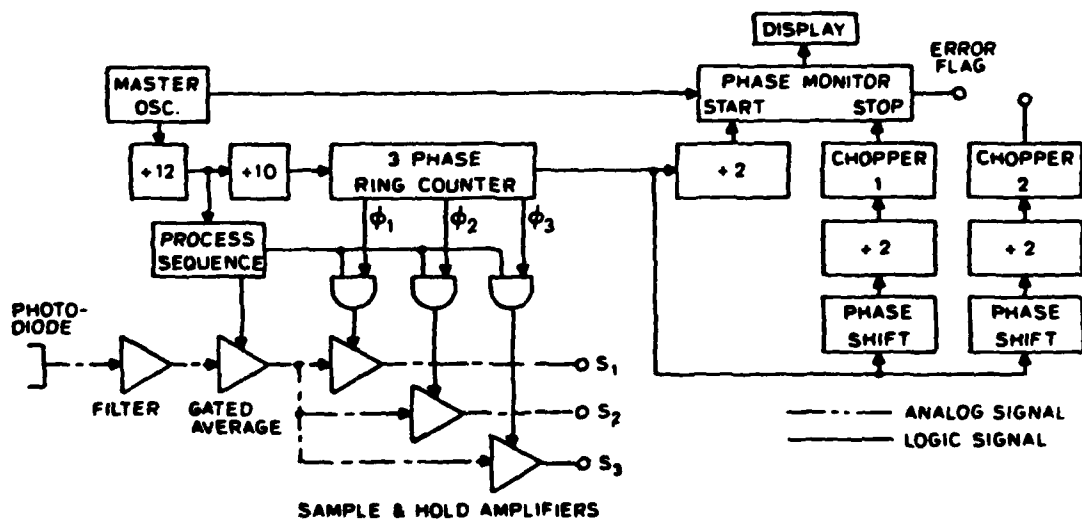 DISPLAY
ERROR
FLAG
MASTER
OSC.
PHASE MONITOR
START STOP
÷12
÷10
3 PHASE
RING COUNTER
÷2
CHOPPER
1
CHOPPER
2
ϕ1
ϕ2
ϕ3
PROCESS
SEQUENCE
÷2
÷2
PHOTO-
DIODE
PHASE
SHIFT
PHASE
SHIFT
FILTER
GATED
AVERAGE
S1
S2
S3
ANALOG SIGNAL
LOGIC SIGNAL
SAMPLE & HOLD AMPLIFIERS